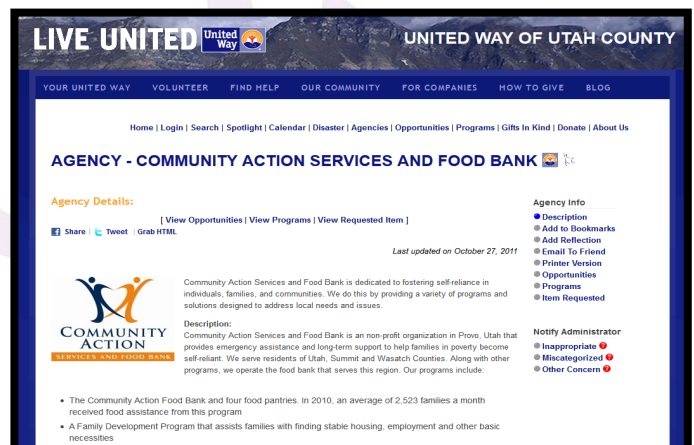 LIVE UNITED United Way
UNITED WAY OF UTAH COUNTY
YOUR UNITED WAY VOLUNTEER FIND HELP OUR COMMUNITY FOR COMPANIES HOW TO GIVE BLOG
Home | Login | Search | Spotlight | Calendar | Disaster | Agencies | Opportunities | Programs | Gifts In Kind | Donate | About Us
AGENCY - COMMUNITY ACTION SERVICES AND FOOD BANK
Agency Details:
[ View Opportunities | View Programs | View Requested Item ]
Share | Tweet | Grab HTML
Last updated on October 27, 2011
COMMUNITY
ACTION
SERVICES AND FOOD BANK
Community Action Services and Food Bank is dedicated to fostering self-reliance in
individuals, families, and communities. We do this by providing a variety of programs and
solutions designed to address local needs and issues.
Description:
Community Action Services and Food Bank is an non-profit organization in Provo, Utah that
provides emergency assistance and long-term support to help families in poverty become
self-reliant. We serve residents of Utah, Summit and Wasatch Counties. Along with other
programs, we operate the food bank that serves this region. Our programs include:
• The Community Action Food Bank and four food pantries. In 2010, an average of 2,523 families a month
received food assistance from this program
• A Family Development Program that assists families with finding stable housing, employment and other basic
necessities
Agency Info
Description
Add to Bookmarks
Add Reflection
Email To Friend
Printer Version
Opportunities
Programs
Item Requested
Notify Administrator
Inappropriate ?
Miscategorized ?
Other Concern ?